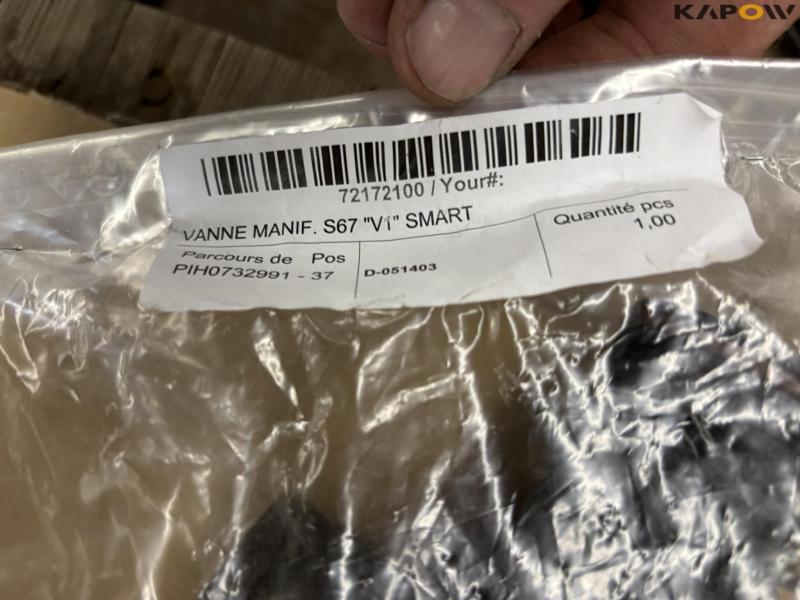 KAPOW
72172100 / Your#:
VANNE MANIF. S67 "V1" SMART
Parcours de Pos
PIH0732991 - 37
D-051403
Quantité pcs
1,00